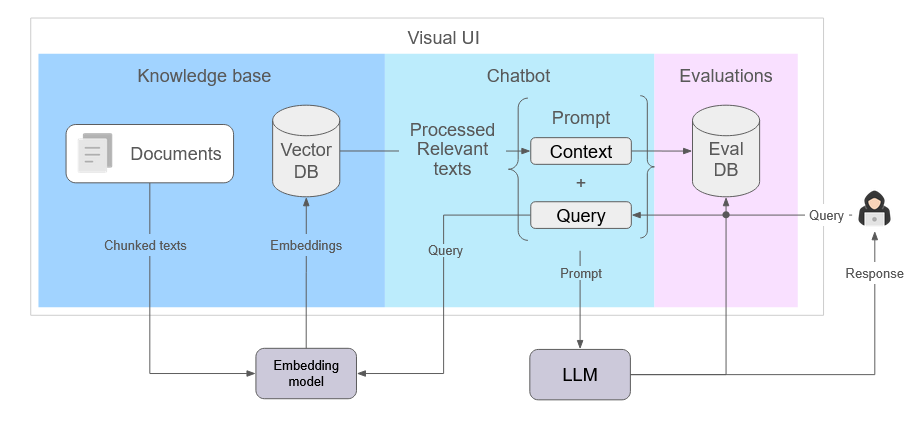 Visual UI
Knowledge base
Chatbot
Evaluations
Documents
Vector
DB
Processed
Relevant
texts
Prompt
Context
+
Query
Eval
DB
Query
Chunked texts
Embeddings
Query
Prompt
Response
Embedding
model
LLM